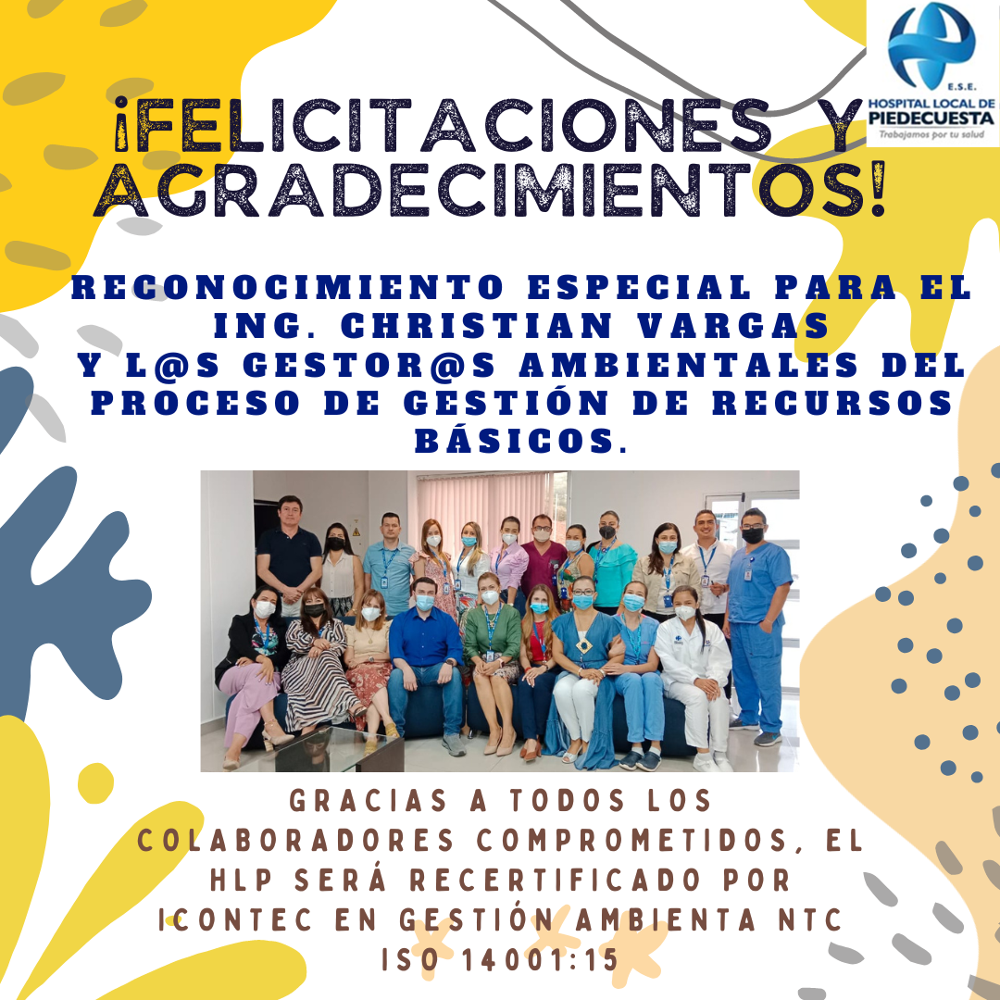 E.S.E.
HOSPITAL LOCAL DE
PIEDECUESTA
Trabajamos por tu salud
¡FELICITACIONES Y
AGRADECIMIENTOS!
RECONOCIMIENTO ESPECIAL PARA EL
ING. CHRISTIAN VARGAS
Y L@S GESTOR@S AMBIENTALES DEL
PROCESO DE GESTIÓN DE RECURSOS
BÁSICOS.
GRACIAS A TODOS LOS
COLABORADORES COMPROMETIDOS, EL
HLP SERÁ RECERTIFICADO POR
ICONTEC EN GESTIÓN AMBIENTA NTC
ISO 14001:15